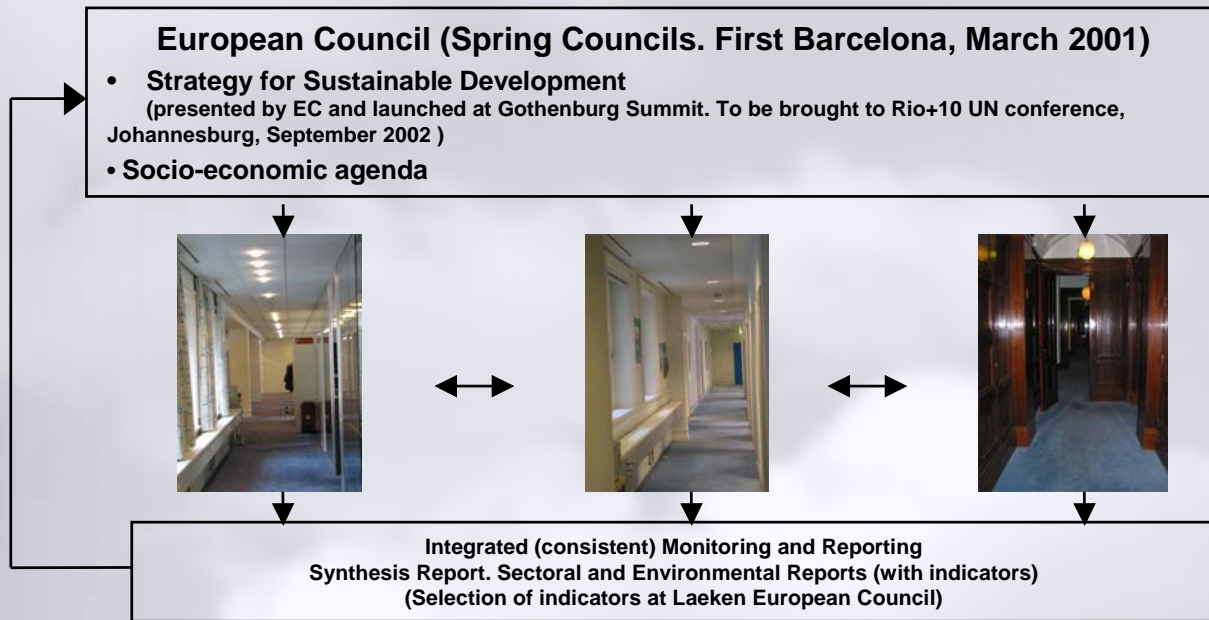 European Council (Spring Councils. First Barcelona, March 2001)
• Strategy for Sustainable Development
(presented by EC and launched at Gothenburg Summit. To be brought to Rio+10 UN conference,
Johannesburg, September 2002 )
• Socio-economic agenda
Integrated (consistent) Monitoring and Reporting
Synthesis Report. Sectoral and Environmental Reports (with indicators)
(Selection of indicators at Laeken European Council)